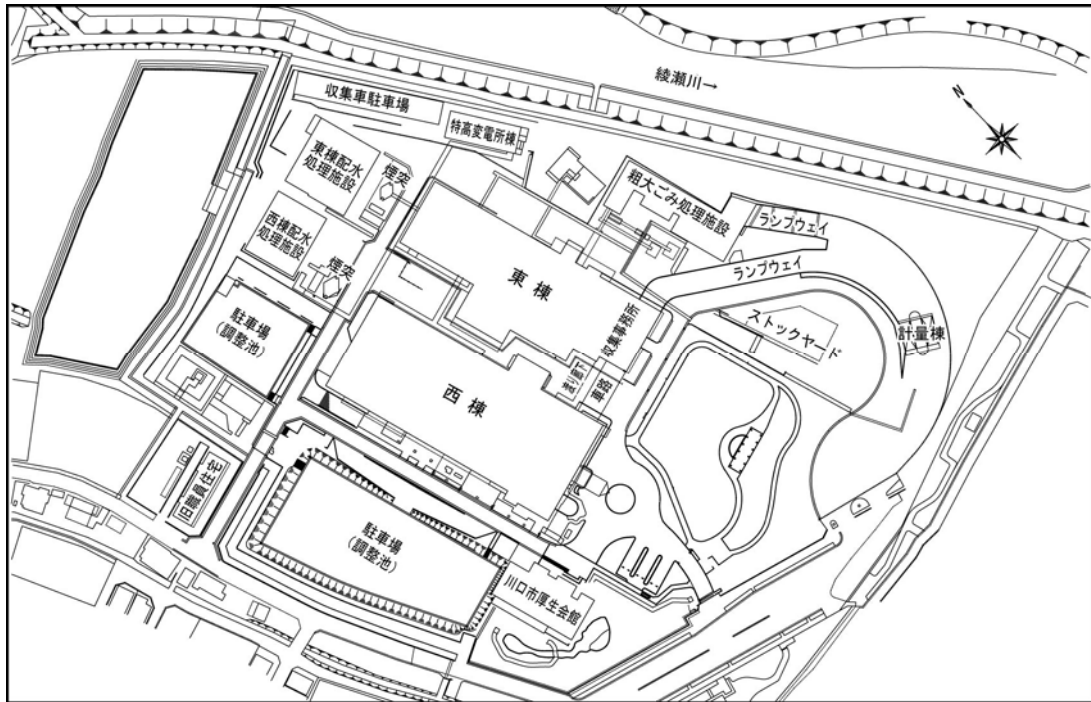 綾瀬川→
N
収集車駐車場
特高変電所棟
東棟配水
処理施設
煙突
粗大ごみ処理施設
ランプウェイ
西棟配水
処理施設
煙突
東棟
ランプウェイ
収集事務所
ストックヤード
計量棟
駐車場
(調整池)
渡り廊下
車路
西棟
旧職員住宅
駐車場
(調整池)
川口市厚生会館